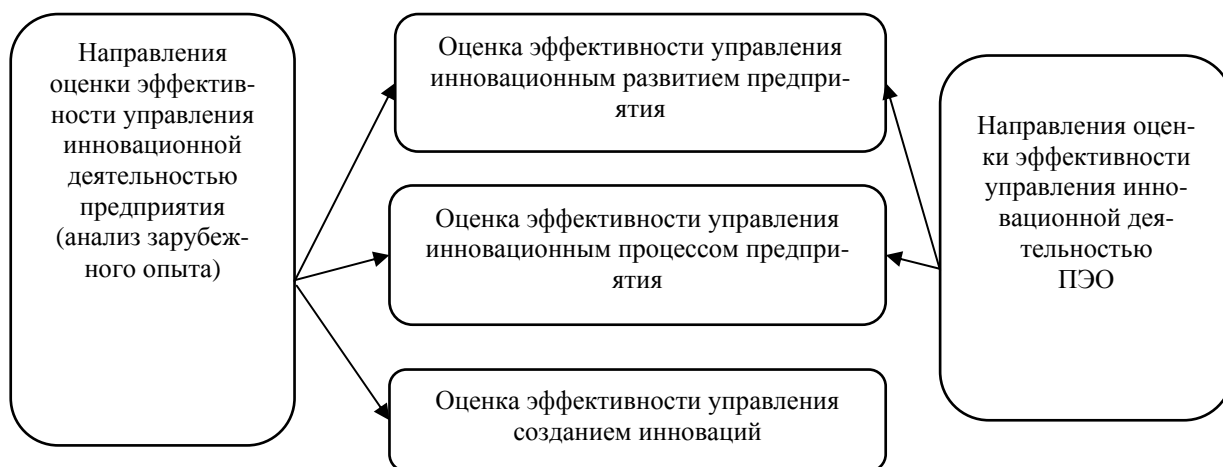 Направления
оценки эффектив-
ности управления
инновационной
деятельностью
предприятия
(анализ зарубеж-
ного опыта)
Оценка эффективности управления
инновационным развитием предпри-
ятия
Оценка эффективности управления
инновационным процессом предпри-
ятия
Оценка эффективности управления
созданием инноваций
Направления оцен-
ки эффективности
управления инно-
вационной дея-
тельностью
ПЭО